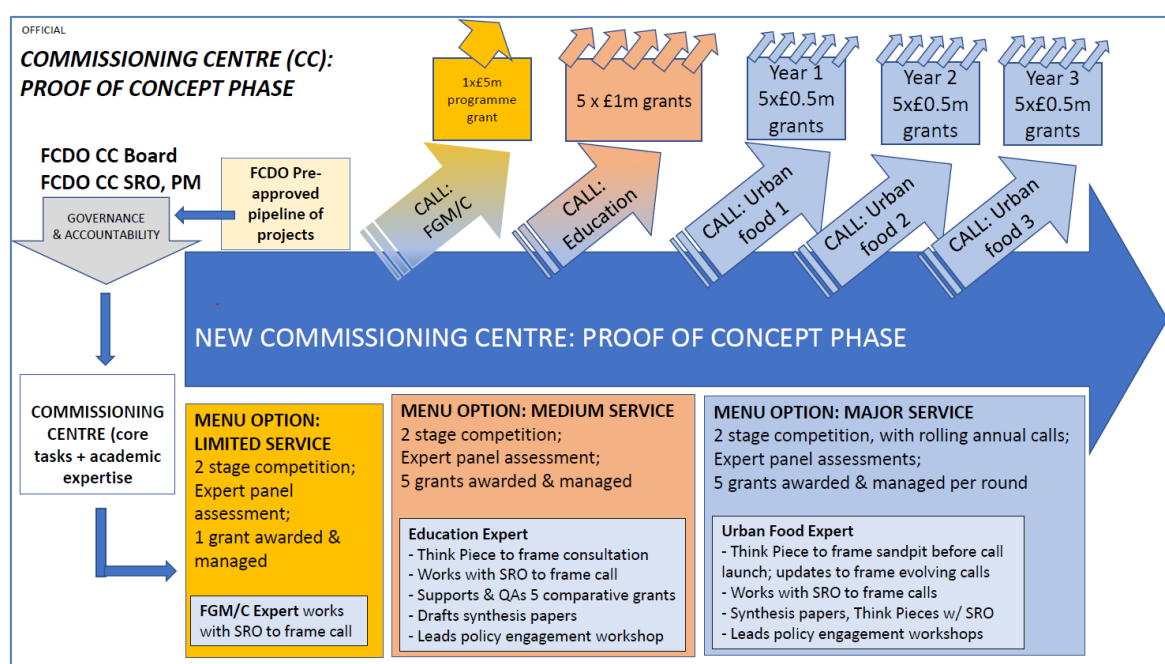 OFFICIAL
COMMISSIONING CENTRE (CC):
PROOF OF CONCEPT PHASE
FCDO CC Board
FCDO CC SRO, PM
GOVERNANCE
& ACCOUNTABILITY
FCDO Pre-
approved
pipeline of
projects
1x£5m
programme
grant
5 x £1m grants
Year 1
5x£0.5m
grants
Year 2
5x£0.5m
grants
Year 3
5x£0.5m
grants
CALL:
FGM/C
CALL:
Education
CALL: Urban
food 1
CALL: Urban
food 2
CALL: Urban
food 3
NEW COMMISSIONING CENTRE: PROOF OF CONCEPT PHASE
COMMISSIONING
CENTRE (core
tasks + academic
expertise
MENU OPTION:
LIMITED SERVICE
2 stage competition;
Expert panel
assessment;
1 grant awarded &
managed
FGM/C Expert works
with SRO to frame call
MENU OPTION: MEDIUM SERVICE
2 stage competition;
Expert panel assessment;
5 grants awarded & managed
Education Expert
- Think Piece to frame consultation
- Works with SRO to frame call
- Supports & QAs 5 comparative grants
- Drafts synthesis papers
- Leads policy engagement workshop
MENU OPTION: MAJOR SERVICE
2 stage competition, with rolling annual calls;
Expert panel assessments;
5 grants awarded & managed per round
Urban Food Expert
- Think Piece to frame sandpit before call
launch; updates to frame evolving calls
- Works with SRO to frame calls
- Synthesis papers, Think Pieces w/ SRO
- Leads policy engagement workshops